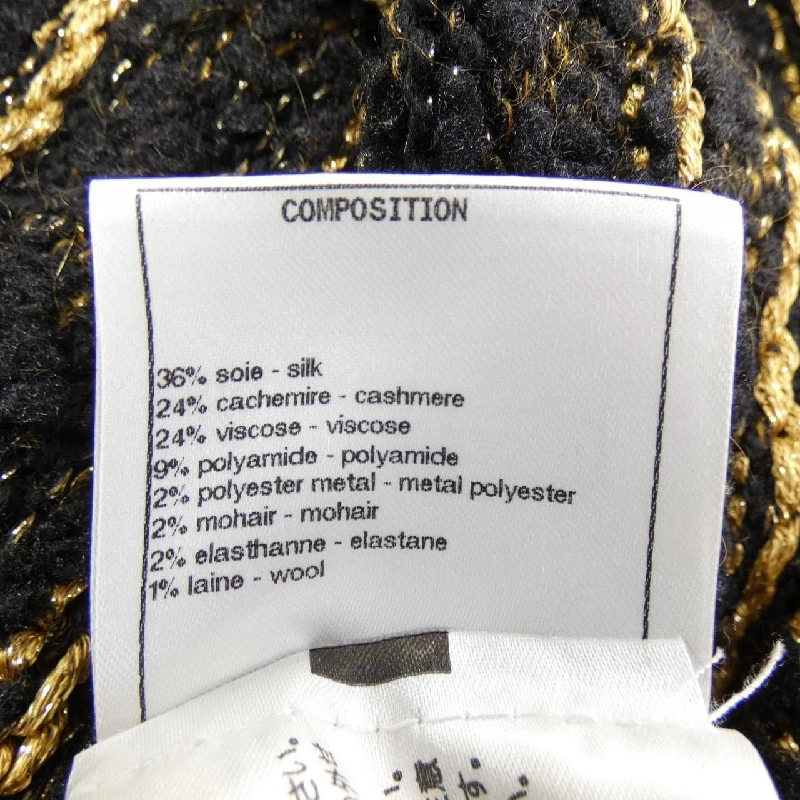 COMPOSITION
36% soie - silk
24% cachemire - cashmere
24% viscose - viscose
9% polyamide - polyamide
2% polyester metal - metal polyester
2% mohair - mohair
2% elasthanne - elastane
1% laine - wool